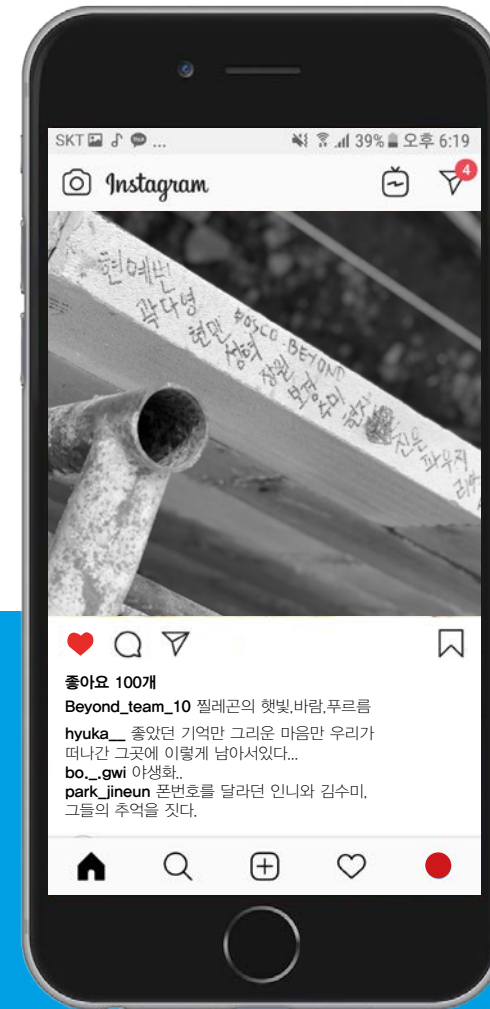 SKT ... 39% 오후 6:19
Instagram
4
현예빈
곽다녕
현민 POSCO-BEYOND
성혁 장원 보경 수미
진은 파우지
좋아요 100개
Beyond_team_10 찔레곤의 햇빛,바람,푸르름
hyuka__ 좋았던 기억만 그리운 마음만 우리가
떠나간 그곳에 이렇게 남아서있다...
bo._.gwi 야생화..
park_jineun 폰번호를 달라던 인니와 김수미,
그들의 추억을 짓다.